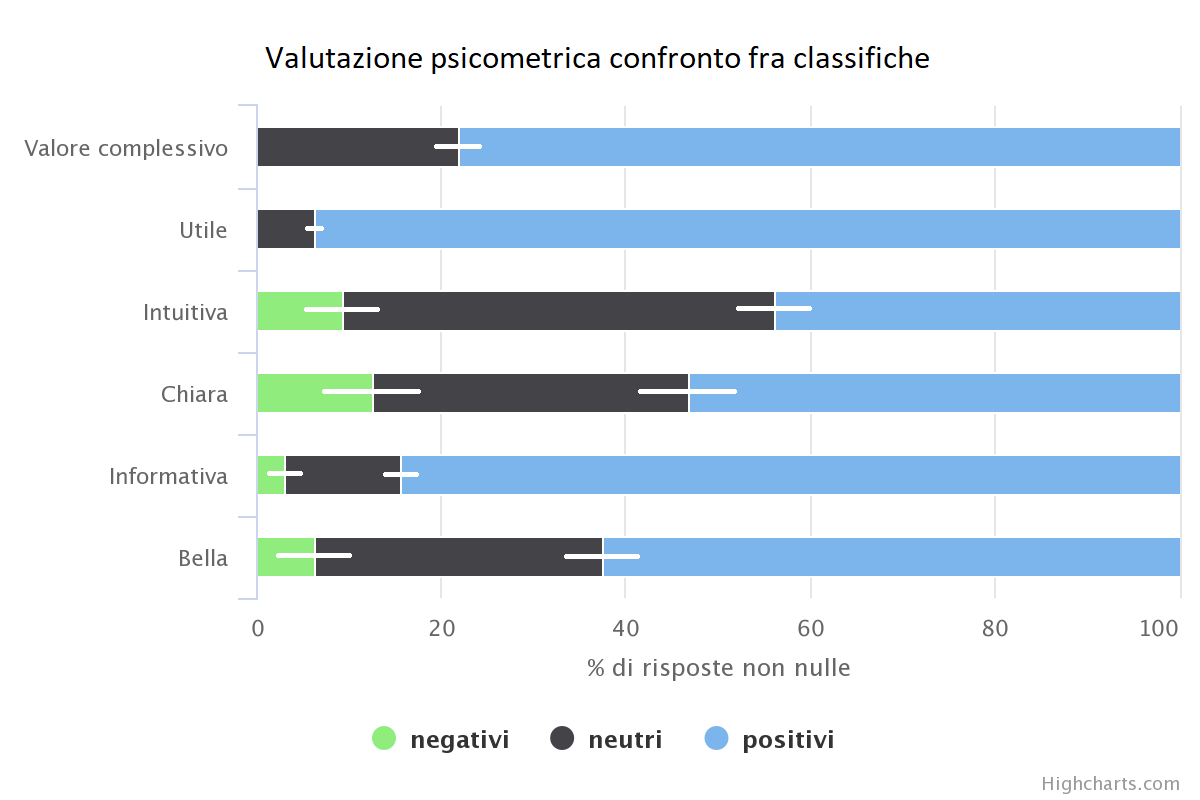 Valutazione psicometrica confronto fra classifiche
Valore complessivo
Utile
Intuitiva
Chiara
Informativa
Bella
0 20 40 60 80 100
% di risposte non nulle
negativi neutri positivi
Highcharts.com